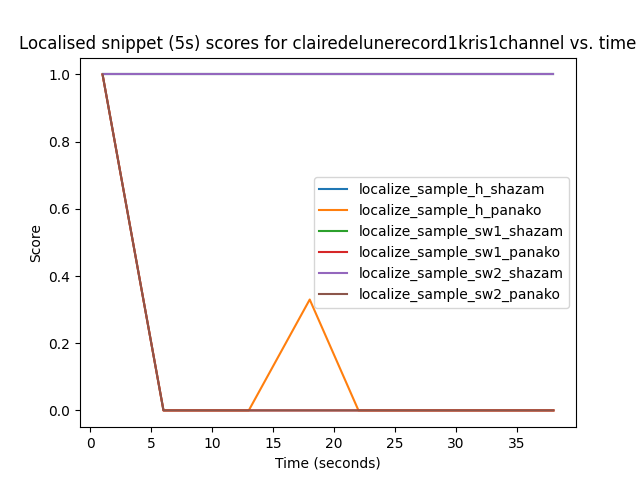 Localised snippet (5s) scores for clairedelunerecord1kris1channel vs. time
1.0
0.8
0.6
0.4
0.2
0.0
Score
localize_sample_h_shazam
localize_sample_h_panako
localize_sample_sw1_shazam
localize_sample_sw1_panako
localize_sample_sw2_shazam
localize_sample_sw2_panako
0 5 10 15 20 25 30 35
Time (seconds)